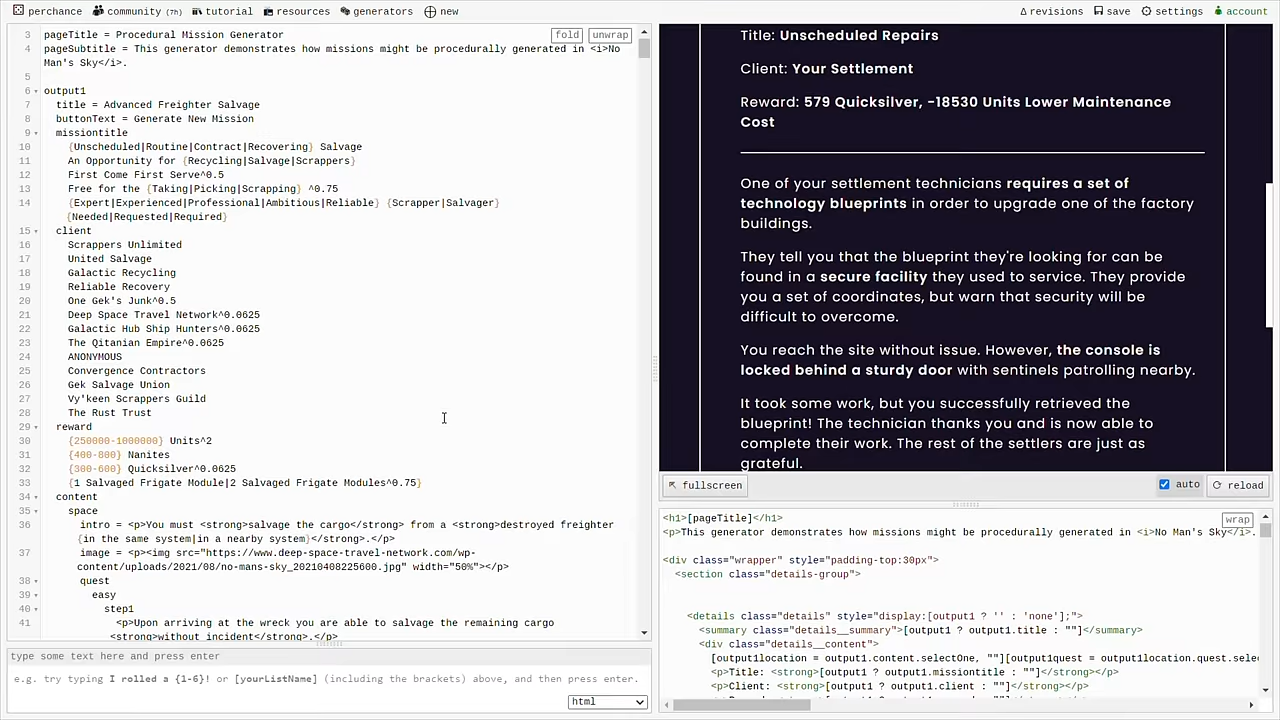 perchance community (7h) tutorial resources generators new revisions save settings account
3 pageTitle = Procedural Mission Generator
fold unwrap
4 pageSubtitle = This generator demonstrates how missions might be procedurally generated in <i>No
Man's Sky</i>.
5
6 output1
7 title = Advanced Freighter Salvage
8 buttonText = Generate New Mission
9 missiontitle
10 {Unscheduled|Routine|Contract|Recovering} Salvage
11 An Opportunity for {Recycling|Salvage|Scrappers}
12 First Come First Serve^0.5
13 Free for the {Taking|Picking|Scrapping} ^0.75
14 {Expert|Experienced|Professional|Ambitious|Reliable} {Scrapper|Salvager}
{Needed|Requested|Required}
15 client
16 Scrappers Unlimited
17 United Salvage
18 Galactic Recycling
19 Reliable Recovery
20 One Gek's Junk^0.5
21 Deep Space Travel Network^0.0625
22 Galactic Hub Ship Hunters^0.0625
23 The Qitanian Empire^0.0625
24 ANONYMOUS
25 Convergence Contractors
26 Gek Salvage Union
27 Vy'keen Scrappers Guild
28 The Rust Trust
29 reward
30 {250000-1000000} Units^2
31 {400-800} Nanites
32 {300-600} Quicksilver^0.0625
33 {1 Salvaged Frigate Module|2 Salvaged Frigate Modules^0.75}
34 content
35 space
36 intro = <p>You must <strong>salvage the cargo</strong> from a <strong>destroyed freighter
{in the same system|in a nearby system}</strong>.</p>
37 image = <p><img src="https://www.deep-space-travel-network.com/wp-
content/uploads/2021/08/no-mans-sky_20210408225600.jpg" width="50%"></p>
38 quest
39 easy
40 step1
41 <p>Upon arriving at the wreck you are able to salvage the remaining cargo
<strong>without incident</strong>.</p>
type some text here and press enter
e.g. try typing I rolled a {1-6}! or [yourListName] (including the brackets) above, and then press enter.
html
Title: Unscheduled Repairs
Client: Your Settlement
Reward: 579 Quicksilver, -18530 Units Lower Maintenance
Cost
One of your settlement technicians requires a set of
technology blueprints in order to upgrade one of the factory
buildings.
They tell you that the blueprint they're looking for can be
found in a secure facility they used to service. They provide
you a set of coordinates, but warn that security will be
difficult to overcome.
You reach the site without issue. However, the console is
locked behind a sturdy door with sentinels patrolling nearby.
It took some work, but you successfully retrieved the
blueprint! The technician thanks you and is now able to
complete their work. The rest of the settlers are just as
grateful.
fullscreen auto reload
<h1>[pageTitle]</h1>
wrap
<p>This generator demonstrates how missions might be procedurally generated in <i>No Man's Sky</i>.
<div class="wrapper" style="padding-top:30px">
<section class="details-group">
<details class="details" style="display:[output1 ? '' : 'none'];">
<summary class="details__summary">[output1 ? output1.title : ""]</summary>
<div class="details__content">
[output1location = output1.content.selectOne, ""][output1quest = output1location.quest.sele
<p>Title: <strong>[output1 ? output1.missiontitle : ""]</strong></p>
<p>Client: <strong>[output1 ? output1.client : ""]</strong></p>